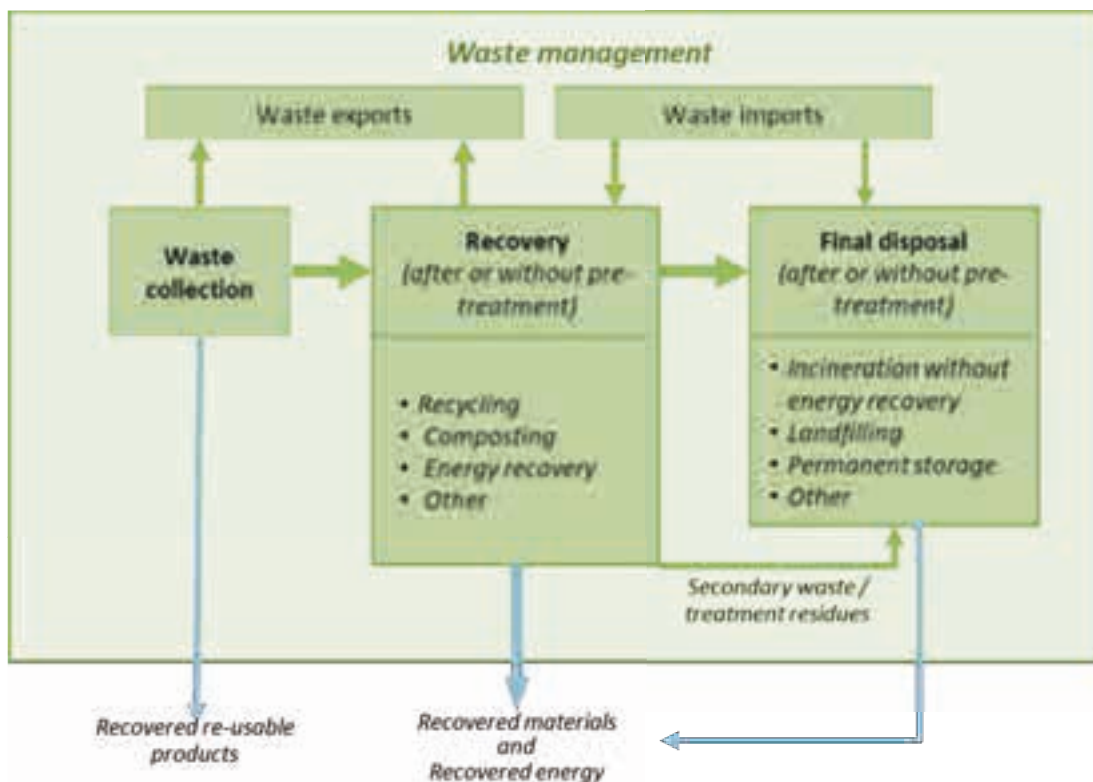 Waste management
Waste exports
Waste imports
Waste
collection
Recovery
(after or without pre-
treatment)
• Recycling
• Composting
• Energy recovery
• Other
Final disposal
(after or without pre-
treatment)
• Incineration without
energy recovery
• Landfilling
• Permanent storage
• Other
Secondary waste /
treatment residues
Recovered re-usable
products
Recovered materials
and
Recovered energy